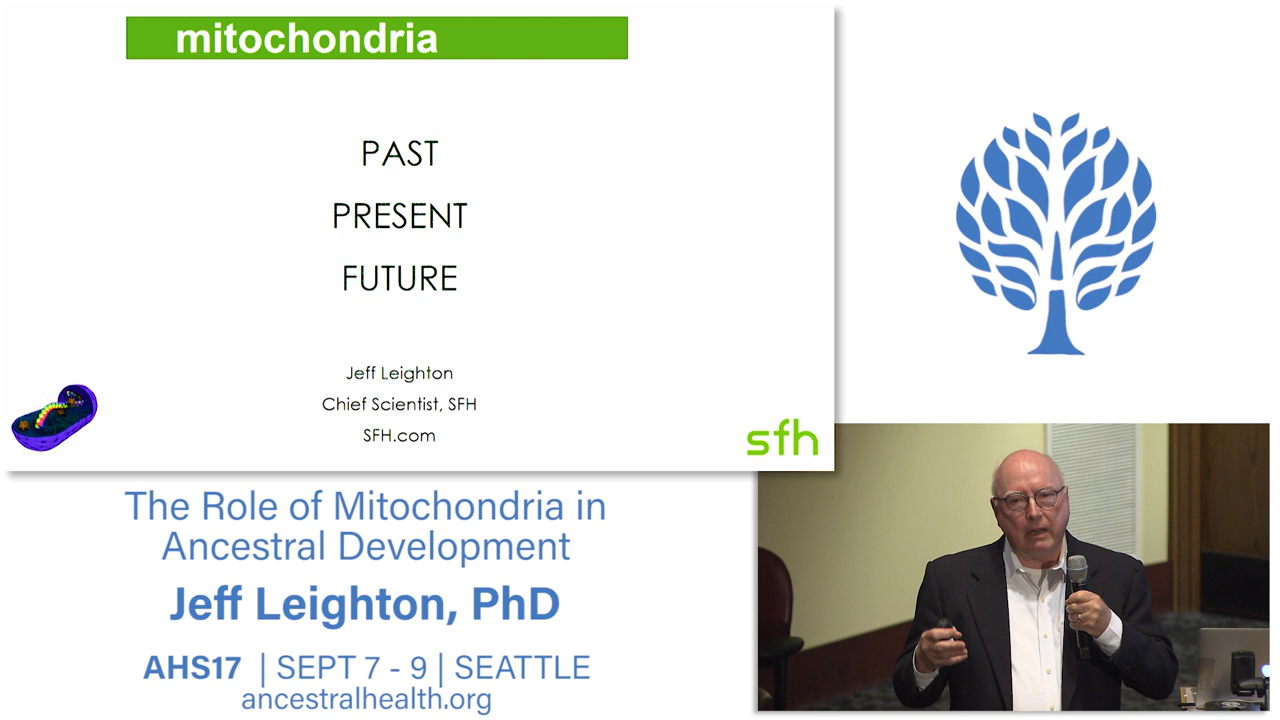 mitochondria
PAST
PRESENT
FUTURE
Jeff Leighton
Chief Scientist, SFH
SFH.com
sfh
The Role of Mitochondria in
Ancestral Development
Jeff Leighton, PhD
AHS17 | SEPT 7 - 9 | SEATTLE
ancestralhealth.org